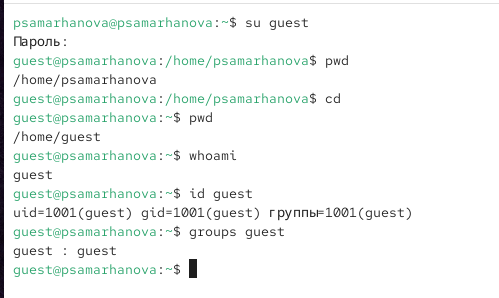 psamarhanova@psamarhanova:~$ su guest
Пароль:
guest@psamarhanova:/home/psamarhanova$ pwd
/home/psamarhanova
guest@psamarhanova:/home/psamarhanova$ cd
guest@psamarhanova:~$ pwd
/home/guest
guest@psamarhanova:~$ whoami
guest
guest@psamarhanova:~$ id guest
uid=1001(guest) gid=1001(guest) группы=1001(guest)
guest@psamarhanova:~$ groups guest
guest : guest
guest@psamarhanova:~$